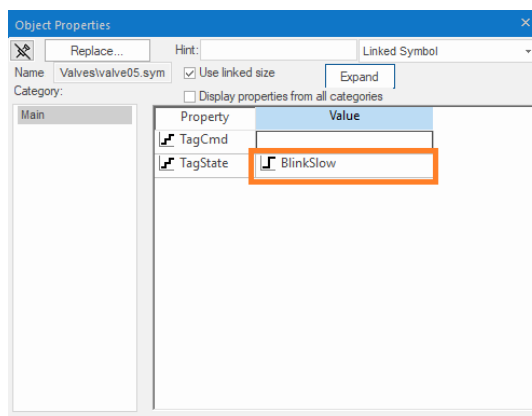 Object Properties
Replace...
Hint:
Linked Symbol
Name
Valves\valve05.sym
Use linked size
Expand
Category:
Display properties from all categories
Main
Property
Value
TagCmd
TagState
BlinkSlow